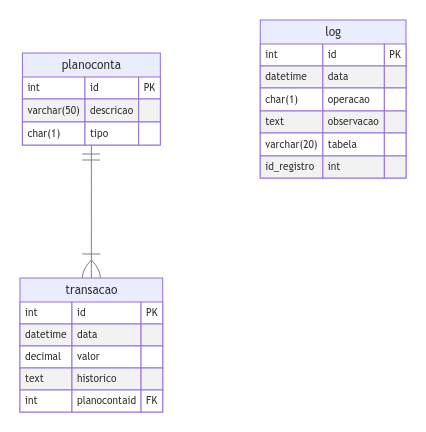 planoconta
int id PK
varchar(50) descricao
char(1) tipo
log
int id PK
datetime data
char(1) operacao
text observacao
varchar(20) tabela
id_registro int
transacao
int id PK
datetime data
decimal valor
text historico
int planocontaid FK